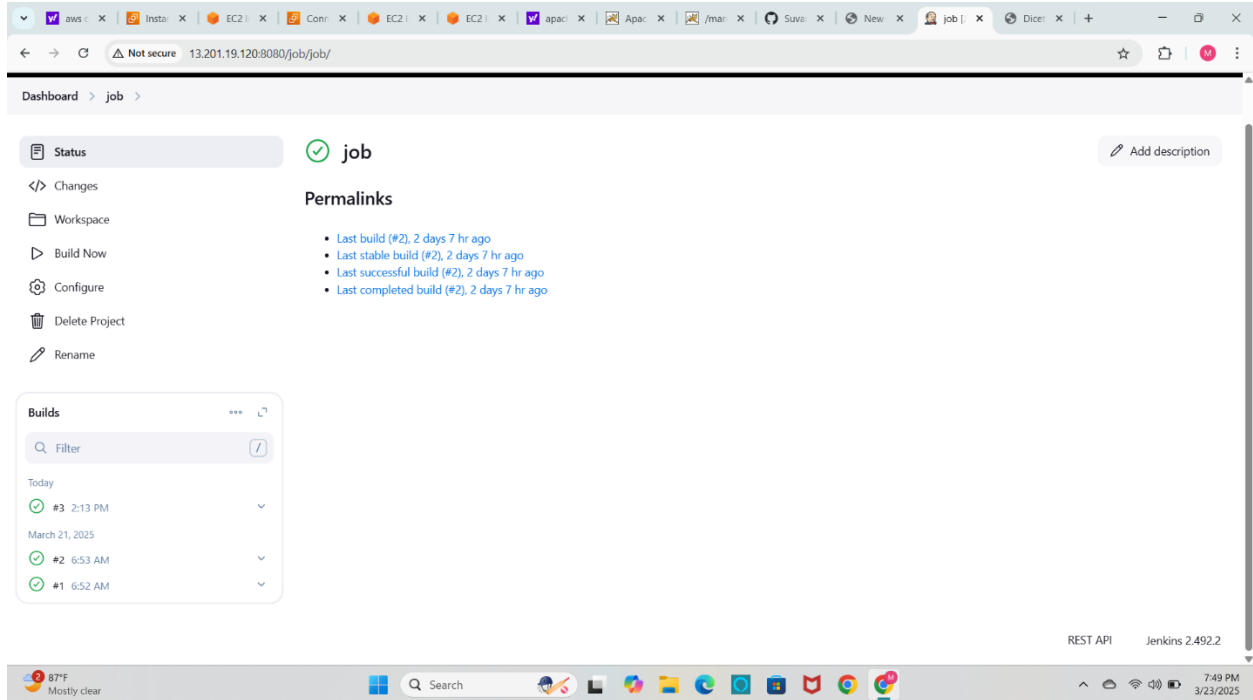 aws c
Instar
EC2 I
Conn
EC2 I
EC2 I
apacl
Apac
/mar
Suva
New
job [
Dicet
Not secure 13.201.19.120:8080/job/job/
M
Dashboard > job >
Status
Changes
Workspace
Build Now
Configure
Delete Project
Rename
Builds
Filter
/
Today
#3 2:13 PM
March 21, 2025
#2 6:53 AM
#1 6:52 AM
job
Add description
Permalinks
Last build (#2), 2 days 7 hr ago
Last stable build (#2), 2 days 7 hr ago
Last successful build (#2), 2 days 7 hr ago
Last completed build (#2), 2 days 7 hr ago
REST API Jenkins 2.492.2
2
87°F
Mostly clear
Search
7:49 PM
3/23/2025